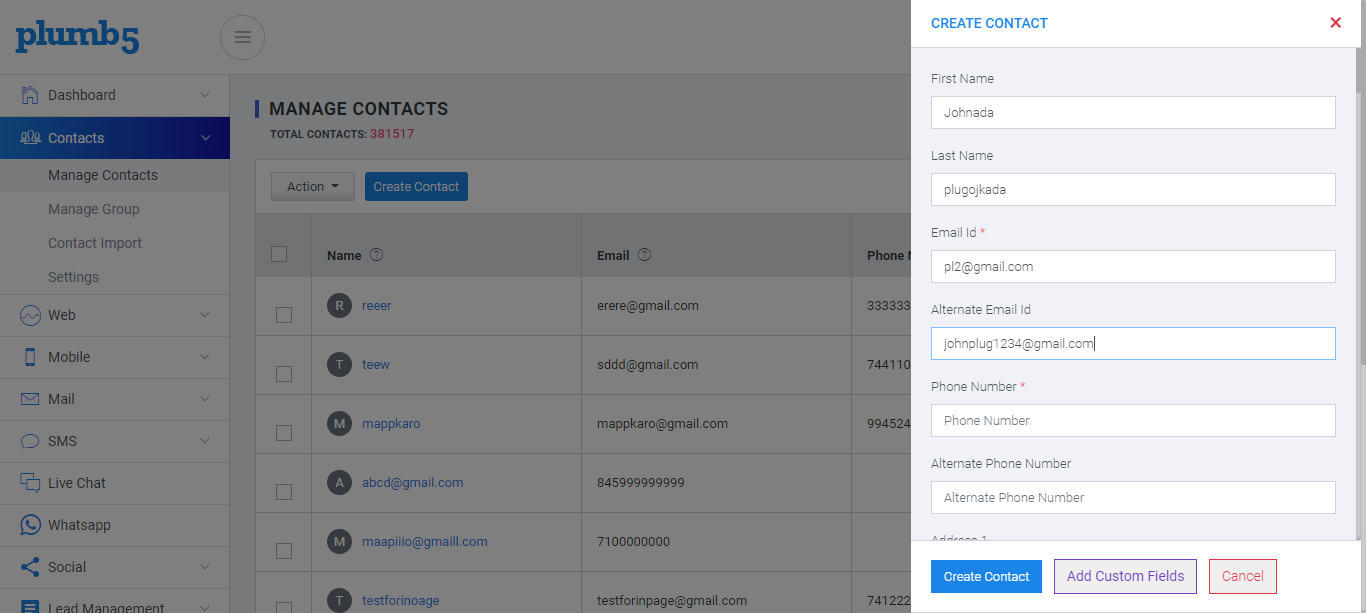 plumb5
Dashboard
Contacts
Manage Contacts
Manage Group
Contact Import
Settings
Web
Mobile
Mail
SMS
Live Chat
Whatsapp
Social
Lead Management
MANAGE CONTACTS
TOTAL CONTACTS: 381517
Action Create Contact
Name ? Email ? Phone
R reeer erere@gmail.com 333333
T teew sddd@gmail.com 744110
M mappkaro mappkaro@gmail.com 994524
A abcd@gmail.com 845999999999
M maapiiio@gmaill.com 7100000000
T testforinoage testforinpage@gmail.com 741222
CREATE CONTACT ×
First Name
Johnada
Last Name
plugojkada
Email Id *
pl2@gmail.com
Alternate Email Id
johnplug1234@gmail.com
Phone Number *
Phone Number
Alternate Phone Number
Alternate Phone Number
Address 1
Create Contact Add Custom Fields Cancel